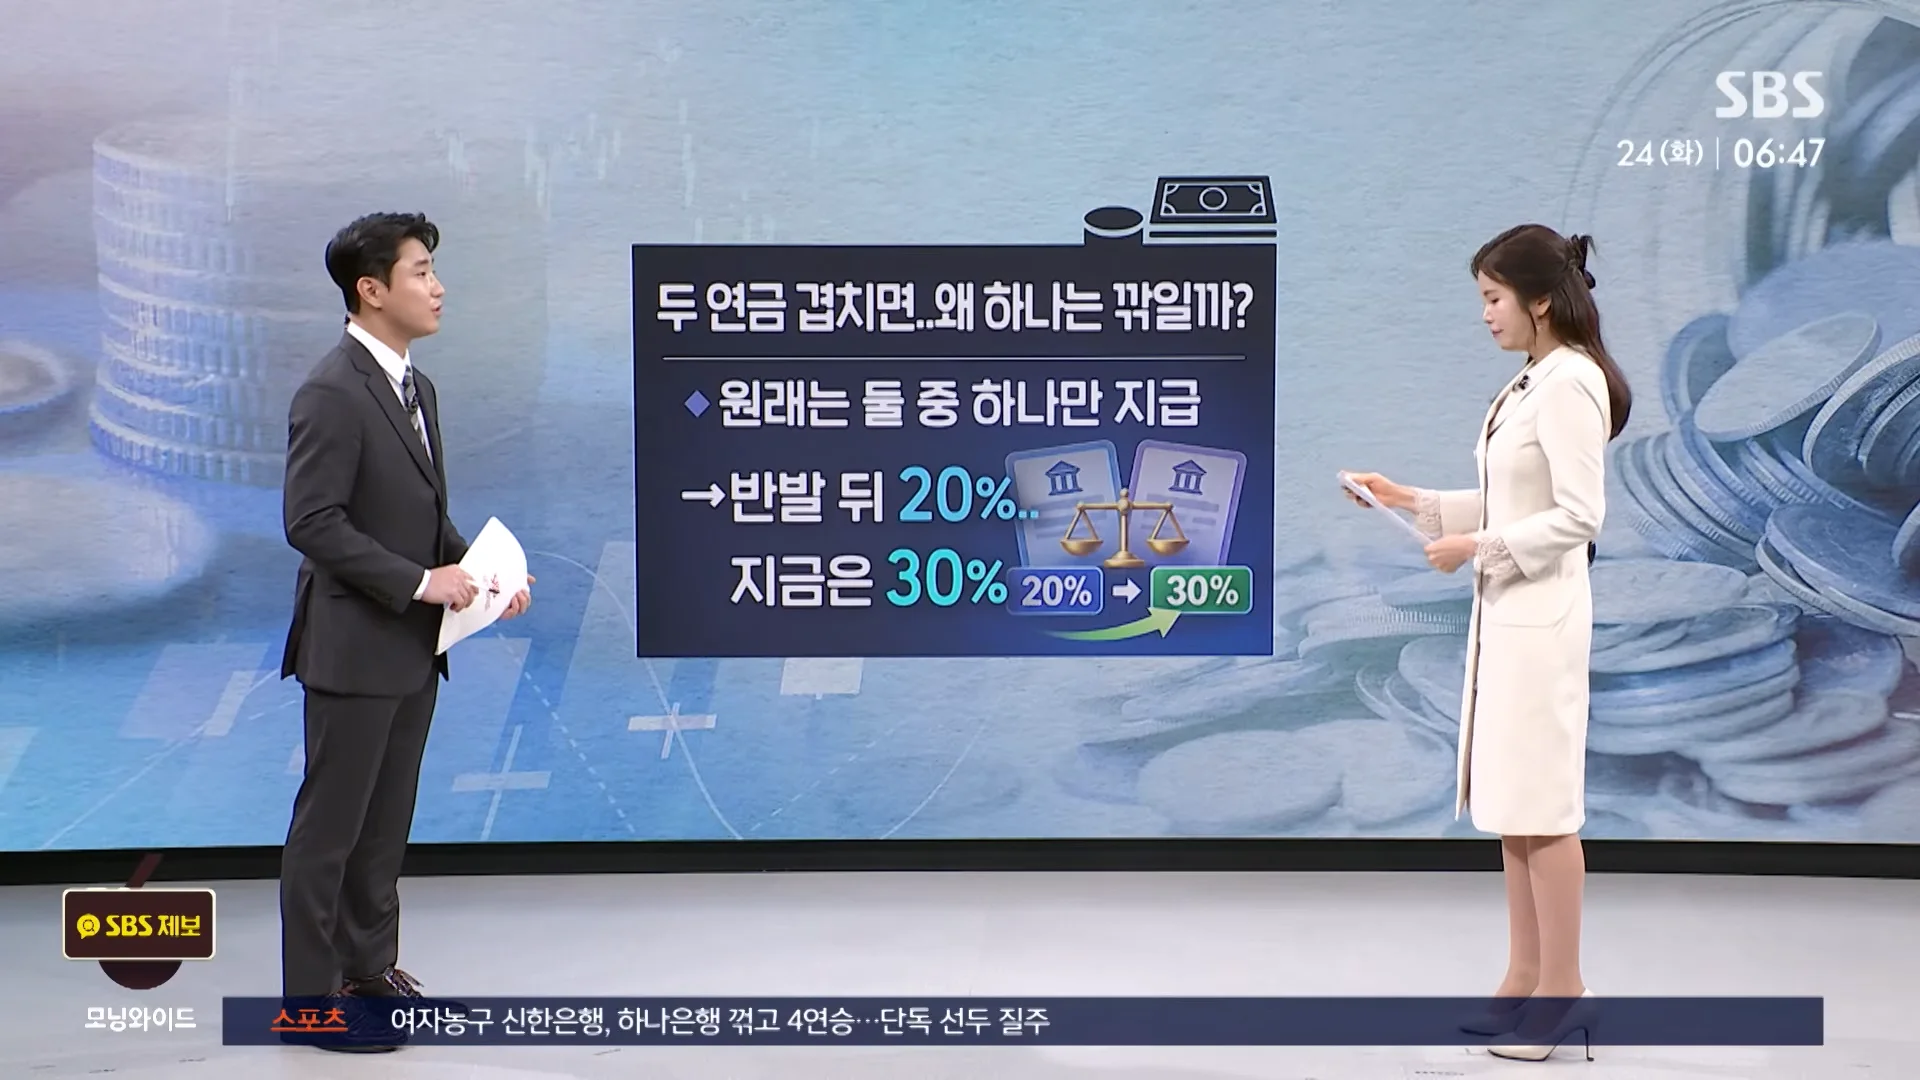 SBS
24(화) | 06:47
두 연금 겹치면..왜 하나는 깎일까?
◆원래는 둘 중 하나만 지급
→반발 뒤 20%..
지금은 30%
20% → 30%
SBS 제보
모닝와이드
스포츠 여자농구 신한은행, 하나은행 꺾고 4연승…단독 선두 질주